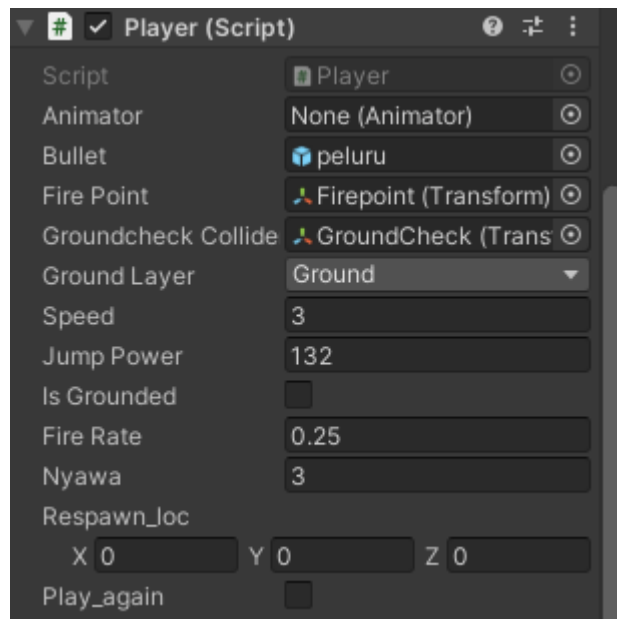 # Player (Script)
Script Player
Animator None (Animator)
Bullet peluru
Fire Point Firepoint (Transform)
Groundcheck Collide GroundCheck (Trans
Ground Layer Ground
Speed 3
Jump Power 132
Is Grounded
Fire Rate 0.25
Nyawa 3
Respawn_loc
X 0 Y 0 Z 0
Play_again